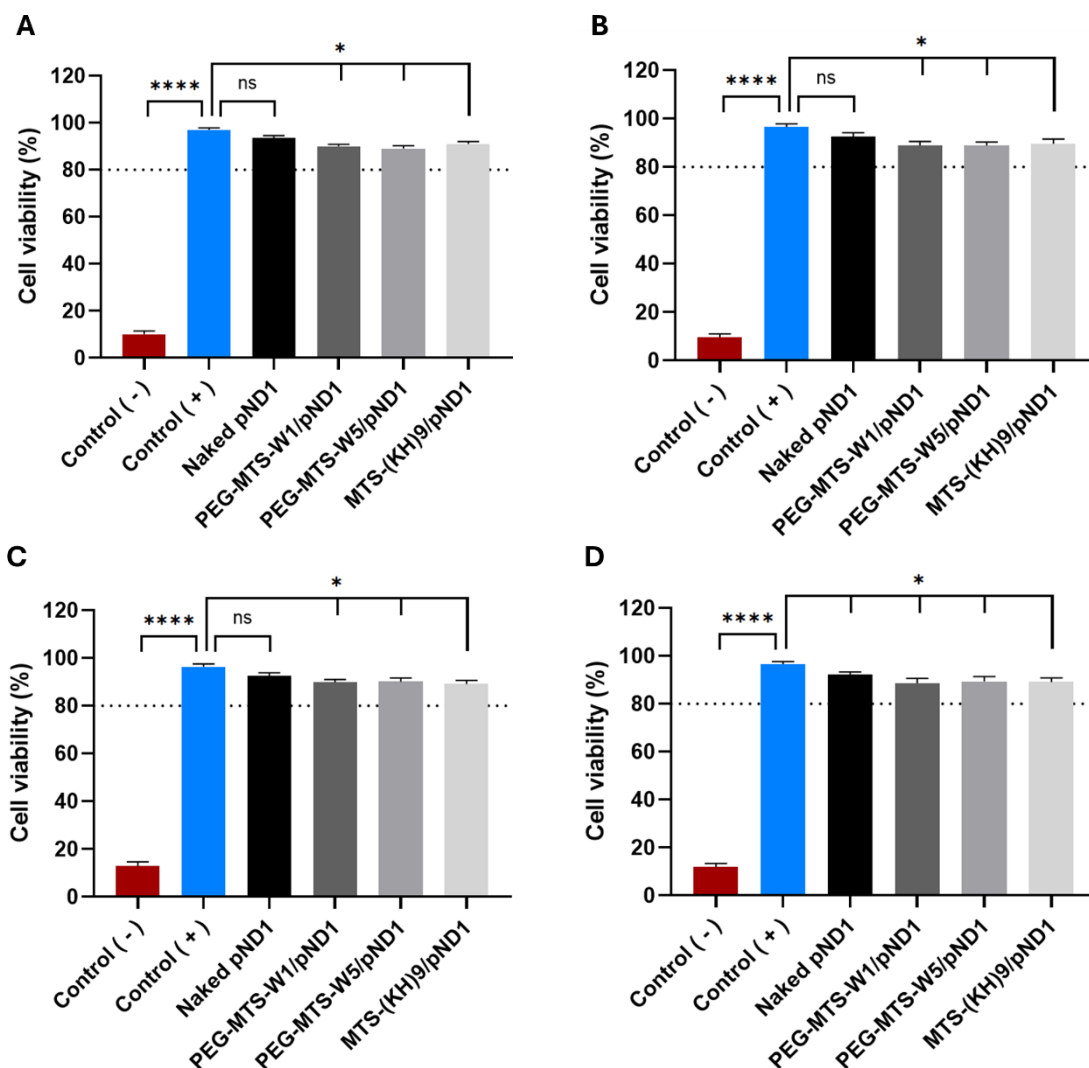 A
Cell viability (%)
120
100
80
60
40
20
0
****
ns
*
Control ( - )
Control ( + )
Naked pND1
PEG-MTS-W1/pND1
PEG-MTS-W5/pND1
MTS-(KH)9/pND1
B
Cell viability (%)
120
100
80
60
40
20
0
****
ns
*
Control ( - )
Control ( + )
Naked pND1
PEG-MTS-W1/pND1
PEG-MTS-W5/pND1
MTS-(KH)9/pND1
C
Cell viability (%)
120
100
80
60
40
20
0
****
ns
*
Control ( - )
Control ( + )
Naked pND1
PEG-MTS-W1/pND1
PEG-MTS-W5/pND1
MTS-(KH)9/pND1
D
Cell viability (%)
120
100
80
60
40
20
0
****
*
Control ( - )
Control ( + )
Naked pND1
PEG-MTS-W1/pND1
PEG-MTS-W5/pND1
MTS-(KH)9/pND1